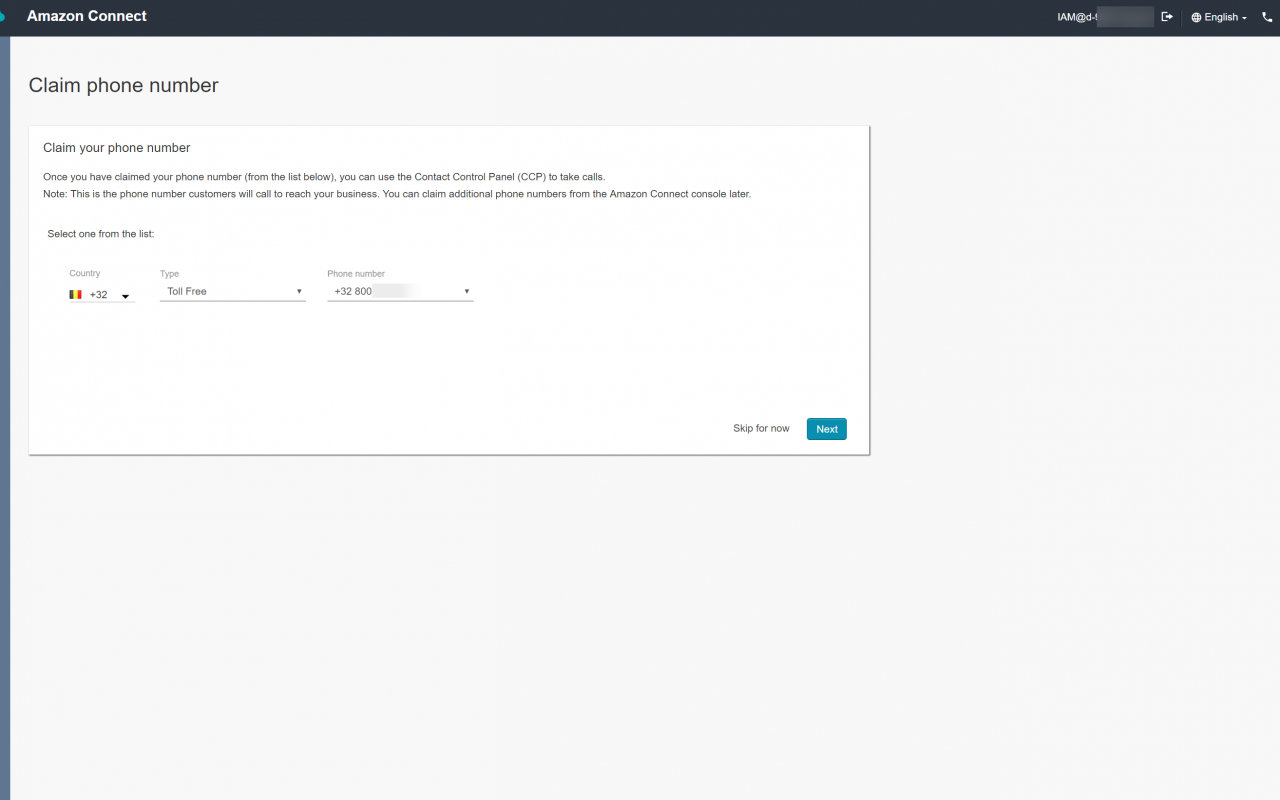 Amazon Connect
IAM@d-
English
Claim phone number
Claim your phone number
Once you have claimed your phone number (from the list below), you can use the Contact Control Panel (CCP) to take calls.
Note: This is the phone number customers will call to reach your business. You can claim additional phone numbers from the Amazon Connect console later.
Select one from the list:
Country Type Phone number
+32 Toll Free +32 800
Skip for now Next